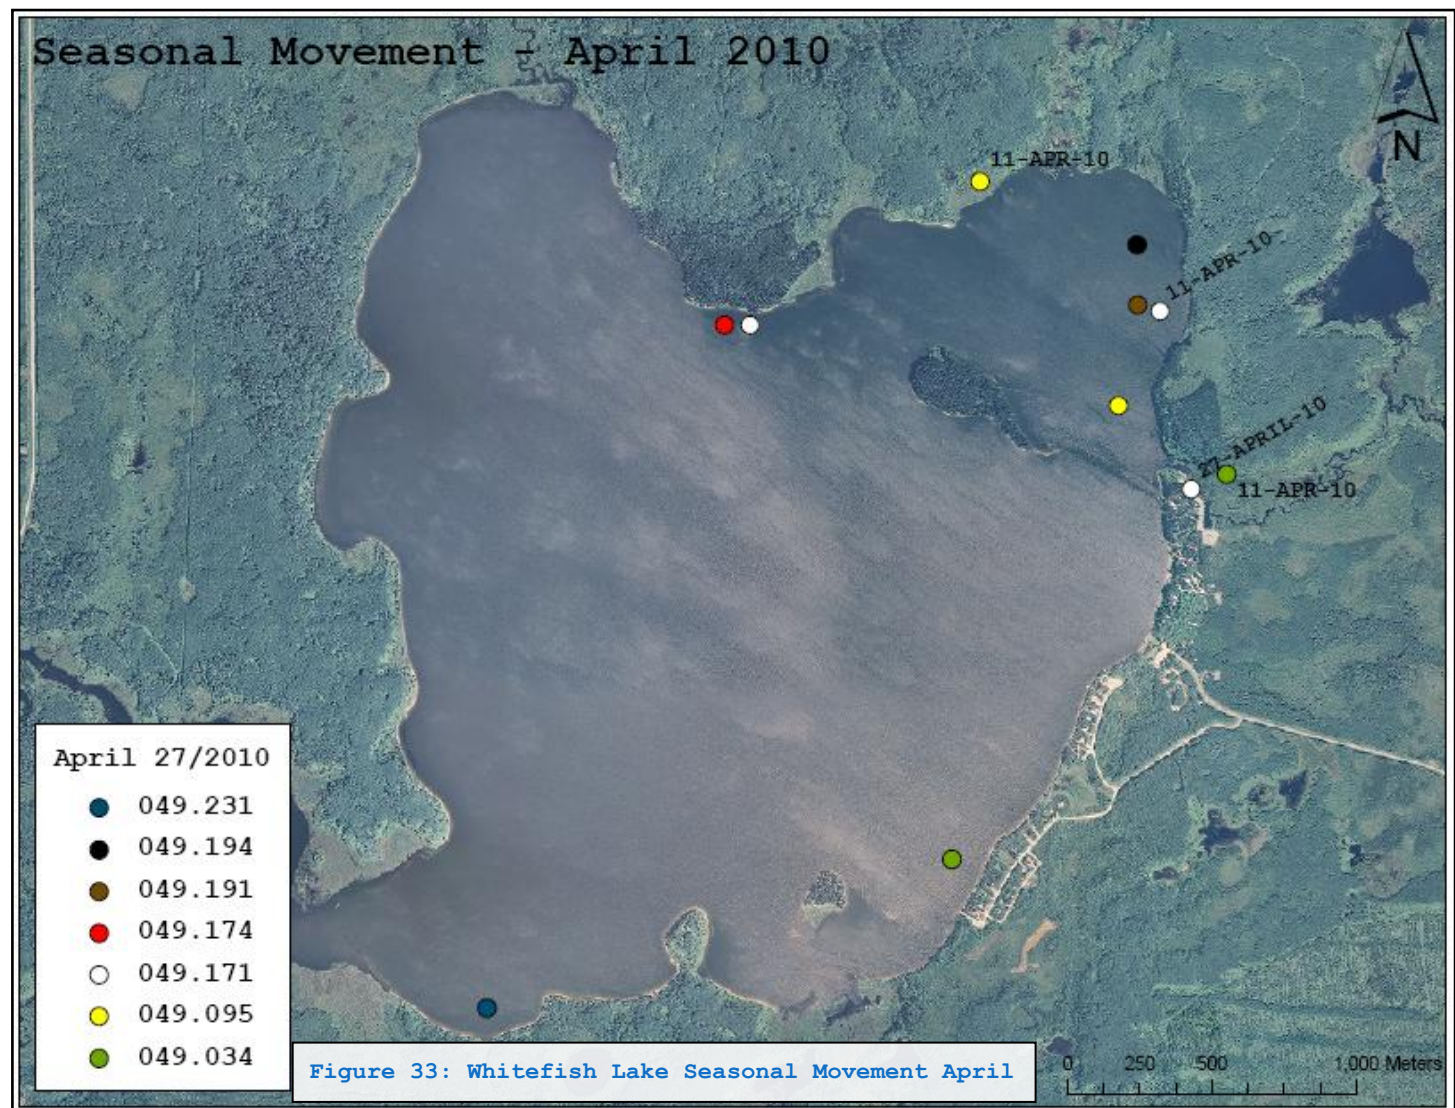 Seasonal Movement - April 2010
N
11-APR-10
11-APR-10
27-APRIL-10
11-APR-10
April 27/2010
049.231
049.194
049.191
049.174
049.171
049.095
049.034
Figure 33: Whitefish Lake Seasonal Movement April
0 250 500 1,000 Meters